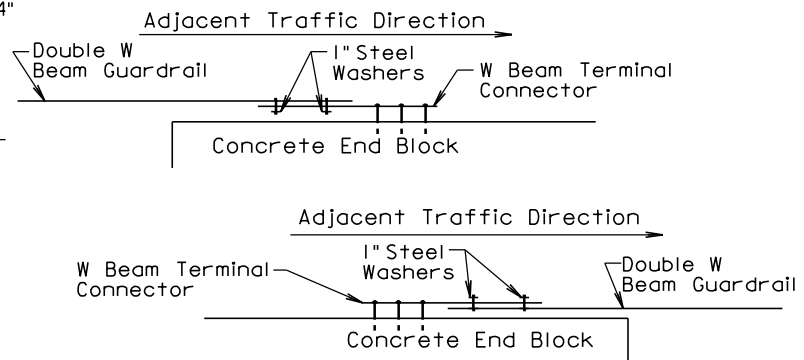 4"
Adjacent Traffic Direction
Double W
Beam Guardrail
1" Steel
Washers
W Beam Terminal
Connector
Concrete End Block
Adjacent Traffic Direction
1" Steel
Washers
W Beam Terminal
Connector
Double W
Beam Guardrail
Concrete End Block